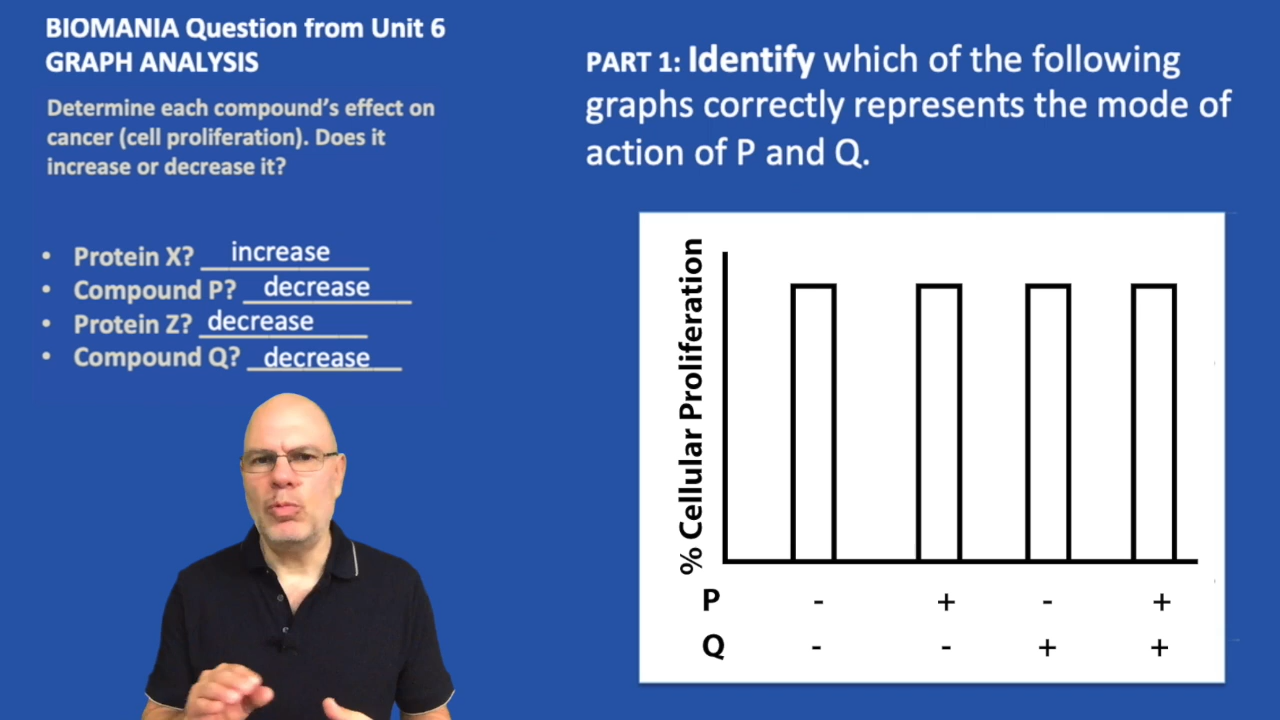 BIOMANIA Question from Unit 6
GRAPH ANALYSIS
Determine each compound's effect on
cancer (cell proliferation). Does it
increase or decrease it?
• Protein X? increase
• Compound P? decrease
• Protein Z? decrease
• Compound Q? decrease
PART 1: Identify which of the following
graphs correctly represents the mode of
action of P and Q.
% Cellular Proliferation
P - + - +
Q - - + +